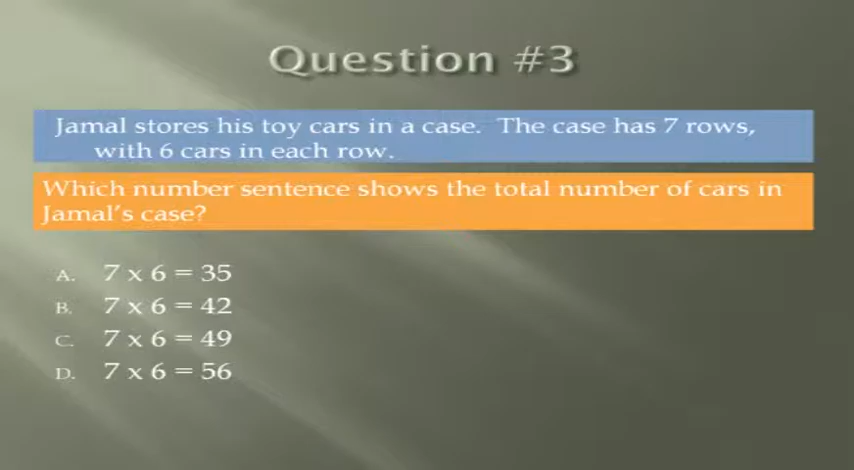 Question #3
Jamal stores his toy cars in a case. The case has 7 rows,
with 6 cars in each row.
Which number sentence shows the total number of cars in
Jamal's case?
A. 7 x 6 = 35
B. 7 x 6 = 42
C. 7 x 6 = 49
D. 7 x 6 = 56